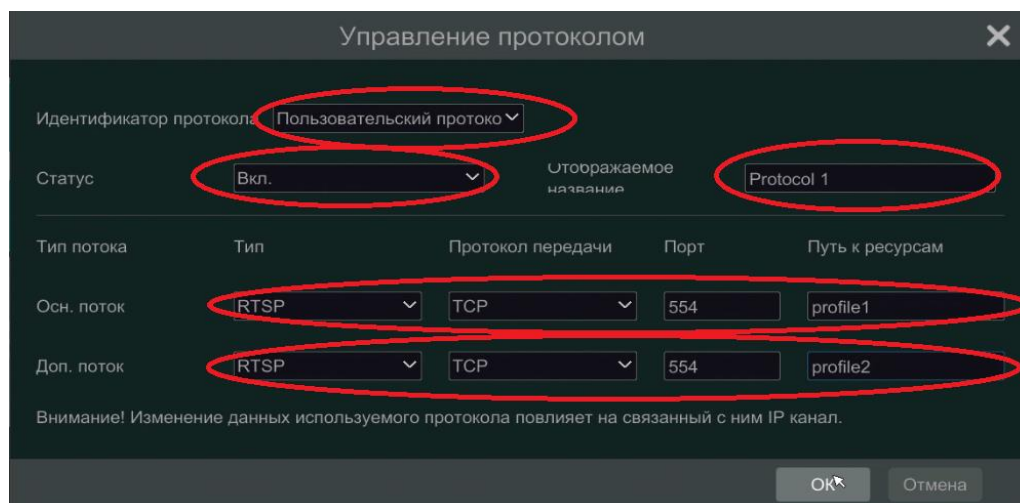 Управление протоколом
Идентификатор протокола Пользовательский протоко
Статус Вкл. Отображаемое название Protocol 1
Тип потока Тип Протокол передачи Порт Путь к ресурсам
Осн. поток RTSP TCP 554 profile1
Доп. поток RTSP TCP 554 profile2
Внимание! Изменение данных используемого протокола повлияет на связанный с ним IP канал.
OK Отмена